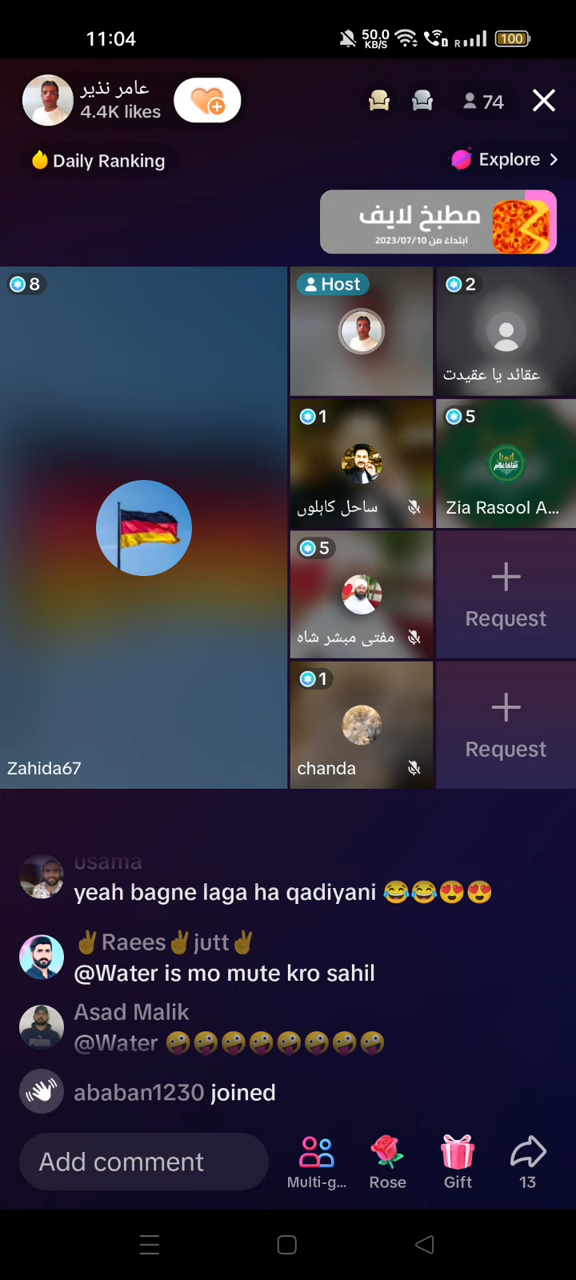 11:04
50.0
KB/S
R
100
عامر نذیر
4.4K likes
74
Daily Ranking
Explore
مطبخ لايف
ابتداءً من 2023/07/10
8
Host
2
عقائد یا عقیدت
1
ساحل کابلوں
5
Zia Rasool A...
5
مفتی مبشر شاہ
Request
1
chanda
Request
Zahida67
usama
yeah bagne laga ha qadiyani 😂😂😍😍
✌Raees✌jutt✌
@Water is mo mute kro sahil
Asad Malik
@Water 🤪🤪🤪🤪🤪🤪🤪🤪
ababan1230 joined
Add comment
Multi-g...
Rose
Gift
13